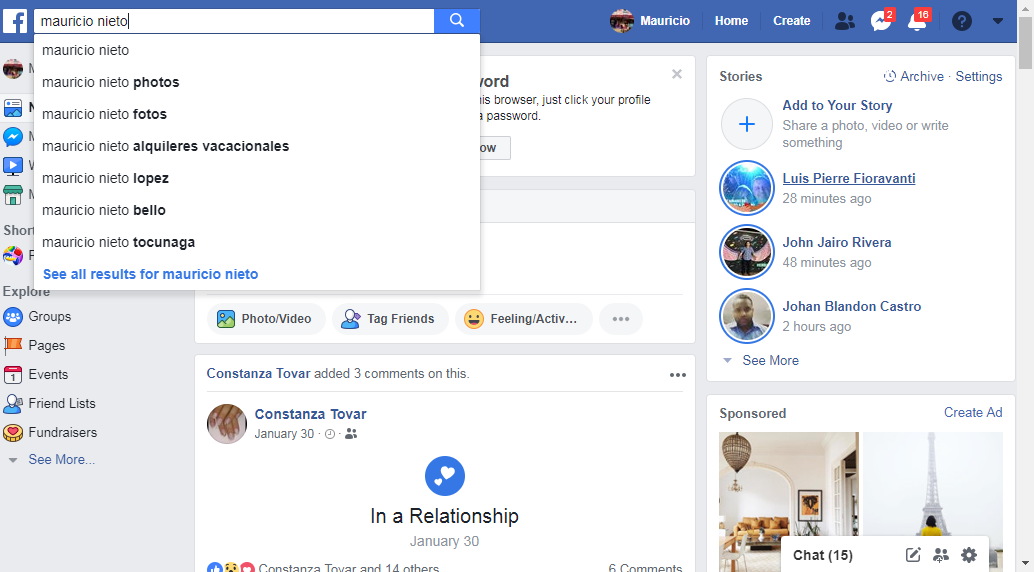 f
mauricio nieto
Mauricio
Home
Create
2
16
mauricio nieto
mauricio nieto photos
mauricio nieto fotos
mauricio nieto alquileres vacacionales
mauricio nieto lopez
mauricio nieto bello
mauricio nieto tocunaga
See all results for mauricio nieto
Explore
Groups
Pages
Events
Friend Lists
Fundraisers
See More...
word
his browser, just click your profile
a password.
ow
Photo/Video
Tag Friends
Feeling/Activ...
Constanza Tovar added 3 comments on this.
Constanza Tovar
January 30
In a Relationship
January 30
Constanza Tovar and 14 others
6 Comments
Stories
Archive · Settings
Add to Your Story
Share a photo, video or write
something
Luis Pierre Fioravanti
28 minutes ago
John Jairo Rivera
48 minutes ago
Johan Blandon Castro
2 hours ago
See More
Sponsored
Create Ad
Chat (15)